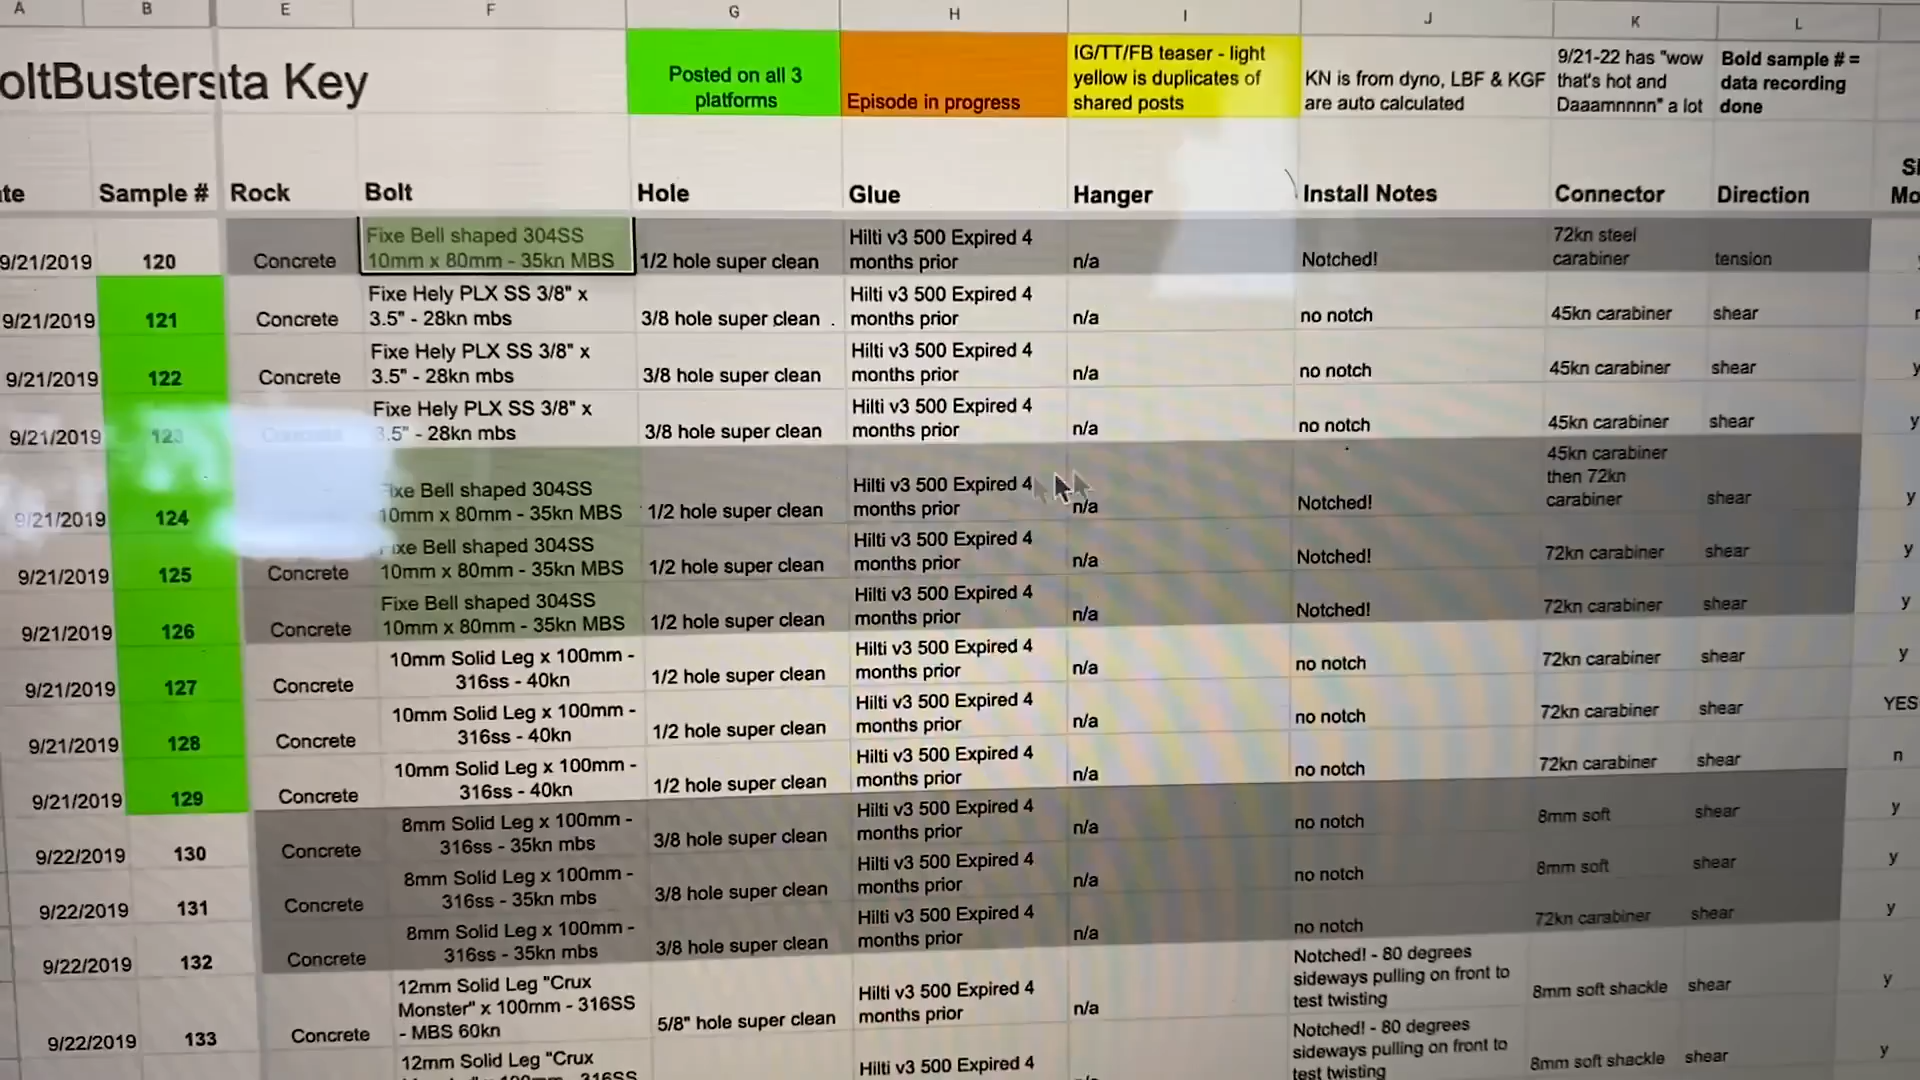 A B E F G H I J K L
oltBusters ta Key
Posted on all 3
platforms
Episode in progress
IG/TT/FB teaser - light
yellow is duplicates of
shared posts
KN is from dyno, LBF & KGF
are auto calculated
9/21-22 has "wow
that's hot and
Daaamnnnn" a lot
Bold sample # =
data recording
done
te Sample # Rock Bolt Hole Glue Hanger Install Notes Connector Direction
9/21/2019 120 Concrete
Fixe Bell shaped 304SS
10mm x 80mm - 35kn MBS
1/2 hole super clean
Hilti v3 500 Expired 4
months prior
n/a
Notched!
72kn steel
carabiner
tension
9/21/2019 121 Concrete
Fixe Hely PLX SS 3/8" x
3.5" - 28kn mbs
3/8 hole super clean .
Hilti v3 500 Expired 4
months prior
n/a
no notch
45kn carabiner
shear
9/21/2019 122 Concrete
Fixe Hely PLX SS 3/8" x
3.5" - 28kn mbs
3/8 hole super clean
Hilti v3 500 Expired 4
months prior
n/a
no notch
45kn carabiner
shear
y
9/21/2019 123 Concrete
Fixe Hely PLX SS 3/8" x
3.5" - 28kn mbs
3/8 hole super clean
Hilti v3 500 Expired 4
months prior
n/a
no notch
45kn carabiner
shear
y
9/21/2019 124
Fixe Bell shaped 304SS
10mm x 80mm - 35kn MBS
1/2 hole super clean
Hilti v3 500 Expired 4
months prior
n/a
Notched!
45kn carabiner
then 72kn
carabiner
shear
y
9/21/2019 125 Concrete
Fixe Bell shaped 304SS
10mm x 80mm - 35kn MBS
1/2 hole super clean
Hilti v3 500 Expired 4
months prior
n/a
Notched!
72kn carabiner
shear
y
9/21/2019 126 Concrete
Fixe Bell shaped 304SS
10mm x 80mm - 35kn MBS
1/2 hole super clean
Hilti v3 500 Expired 4
months prior
n/a
Notched!
72kn carabiner
shear
y
9/21/2019 127 Concrete
10mm Solid Leg x 100mm -
316ss - 40kn
1/2 hole super clean
Hilti v3 500 Expired 4
months prior
n/a
no notch
72kn carabiner
shear
y
9/21/2019 128 Concrete
10mm Solid Leg x 100mm -
316ss - 40kn
1/2 hole super clean
Hilti v3 500 Expired 4
months prior
n/a
no notch
72kn carabiner
shear
YES
9/21/2019 129 Concrete
10mm Solid Leg x 100mm -
316ss - 40kn
1/2 hole super clean
Hilti v3 500 Expired 4
months prior
n/a
no notch
72kn carabiner
shear
n
9/22/2019 130 Concrete
8mm Solid Leg x 100mm -
316ss - 35kn mbs
3/8 hole super clean
Hilti v3 500 Expired 4
months prior
n/a
no notch
8mm soft
shear
y
9/22/2019 131 Concrete
8mm Solid Leg x 100mm -
316ss - 35kn mbs
3/8 hole super clean
Hilti v3 500 Expired 4
months prior
n/a
no notch
8mm soft
shear
y
9/22/2019 132 Concrete
8mm Solid Leg x 100mm -
316ss - 35kn mbs
3/8 hole super clean
Hilti v3 500 Expired 4
months prior
n/a
no notch
72kn carabiner
shear
y
9/22/2019 133 Concrete
12mm Solid Leg "Crux
Monster" x 100mm - 316SS
- MBS 60kn
5/8" hole super clean
Hilti v3 500 Expired 4
months prior
n/a
Notched! - 80 degrees
sideways pulling on front to
test twisting
8mm soft shackle
shear
y
12mm Solid Leg "Crux
Hilti v3 500 Expired 4
Notched! - 80 degrees
sideways pulling on front to
test twisting
8mm soft shackle
shear
y